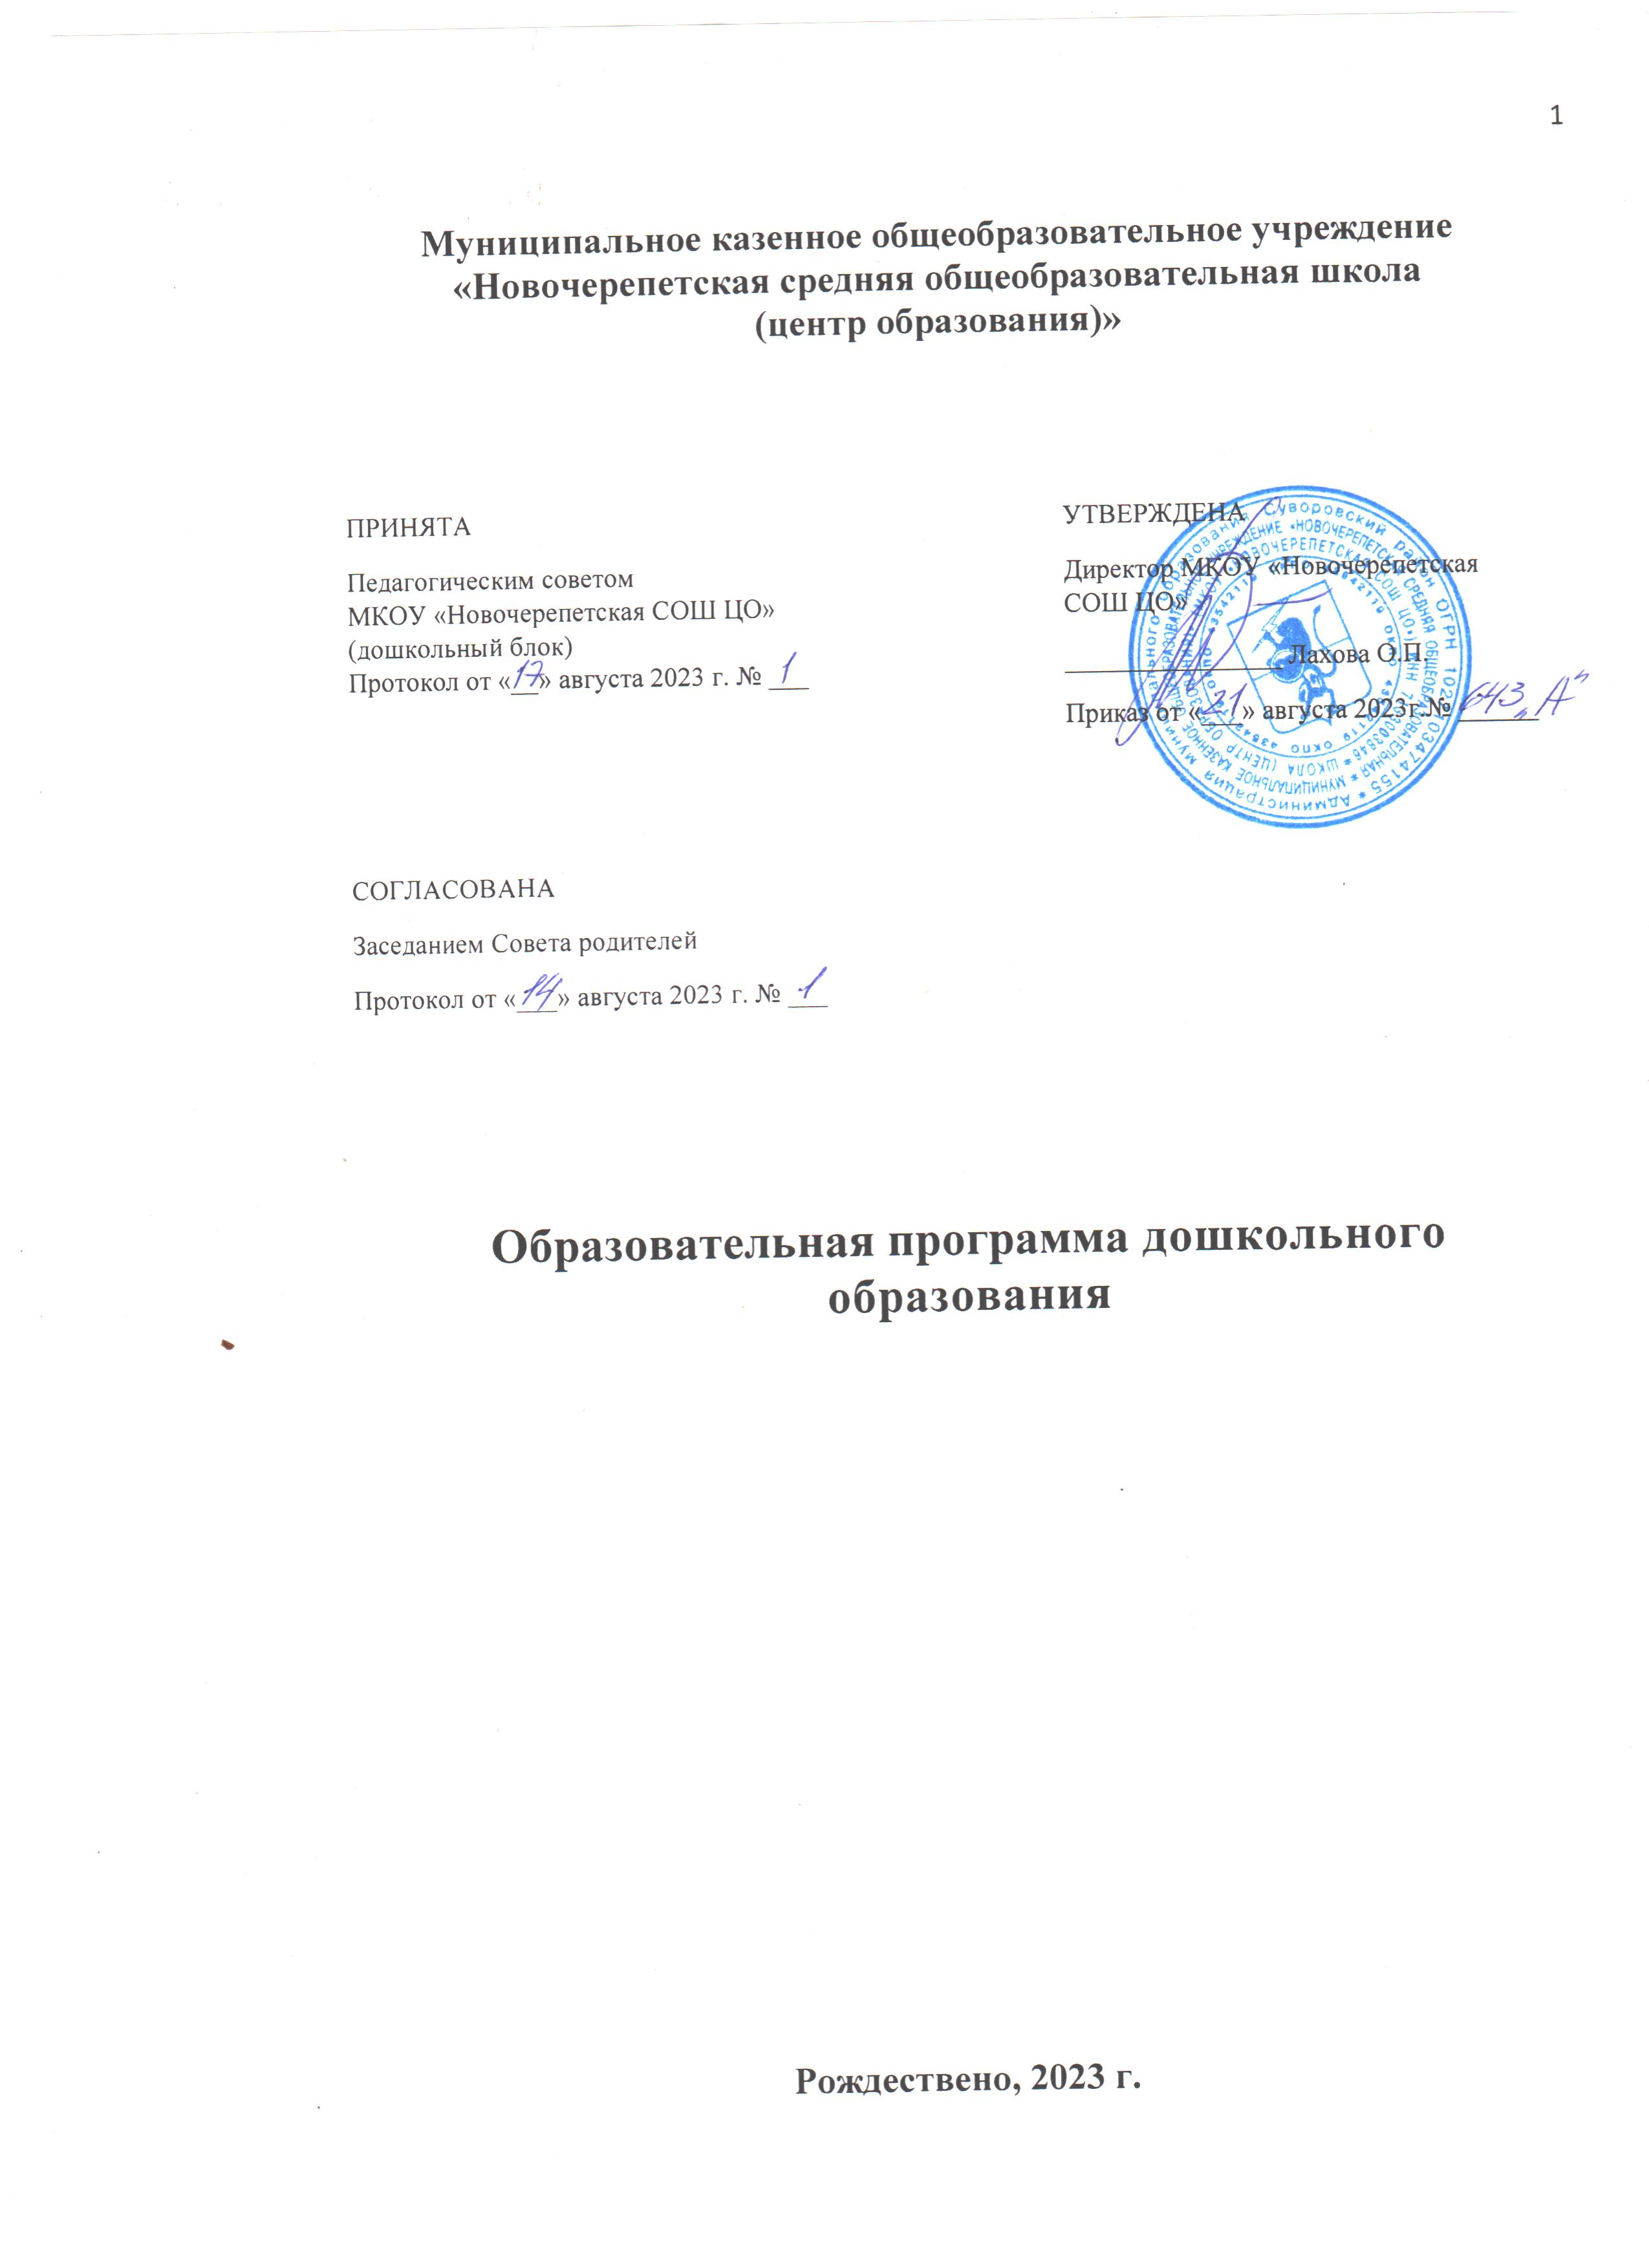 1
Муниципальное казенное общеобразовательное учреждение
«Новочерепетская средняя общеобразовательная школа
(центр образования)»
ПРИНЯТА
Педагогическим советом
МКОУ «Новочерепетская СОШ ЦО»
(дошкольный блок)
Протокол от «17» августа 2023 г. № 1
УТВЕРЖДЕНА
Директор МКОУ «Новочерепетская
СОШ ЦО»
Лахова О.П.
Приказ от «21» августа 2023г.№ 643 „А”
СОГЛАСОВАНА
Заседанием Совета родителей
Протокол от «14» августа 2023 г. № 1
Образовательная программа дошкольного
образования
Рождествено, 2023 г.